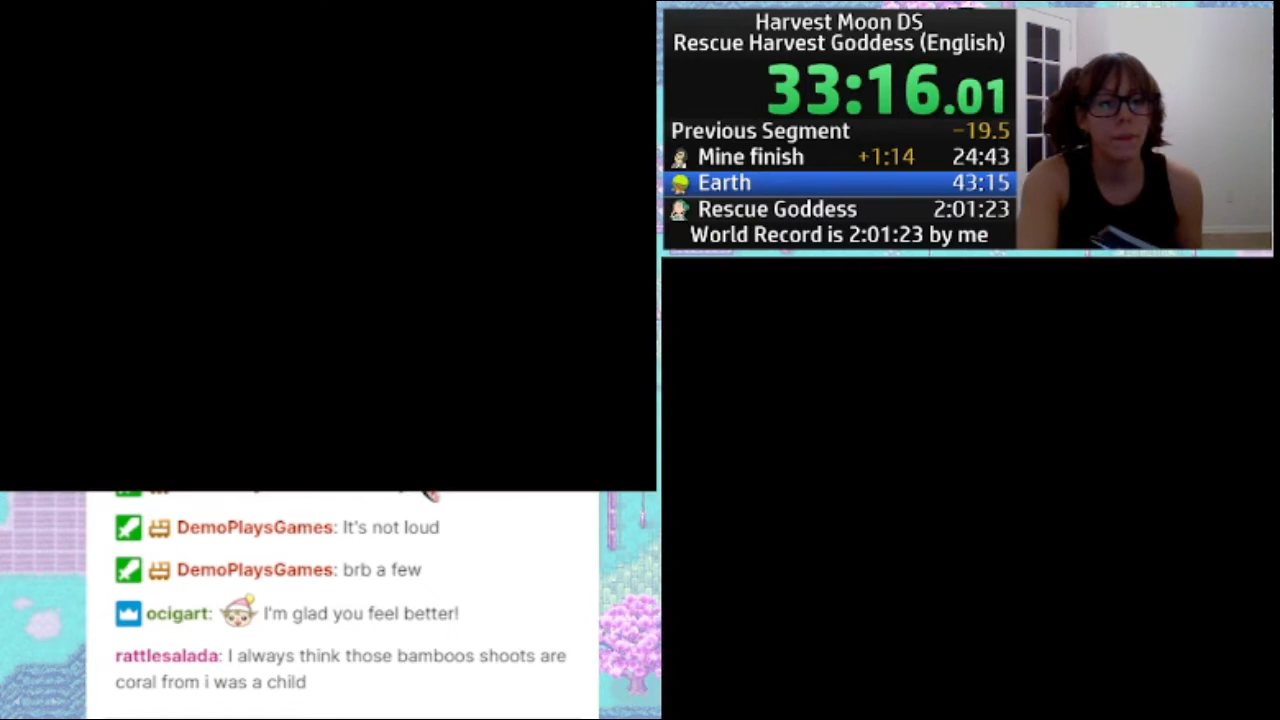 Harvest Moon DS
Rescue Harvest Goddess (English)
33:16.01
Previous Segment −19.5
Mine finish +1:14 24:43
Earth 43:15
Rescue Goddess 2:01:23
World Record is 2:01:23 by me
DemoPlaysGames: It's not loud
DemoPlaysGames: brb a few
ocigart: I'm glad you feel better!
rattlesalada: I always think those bamboos shoots are
coral from i was a child